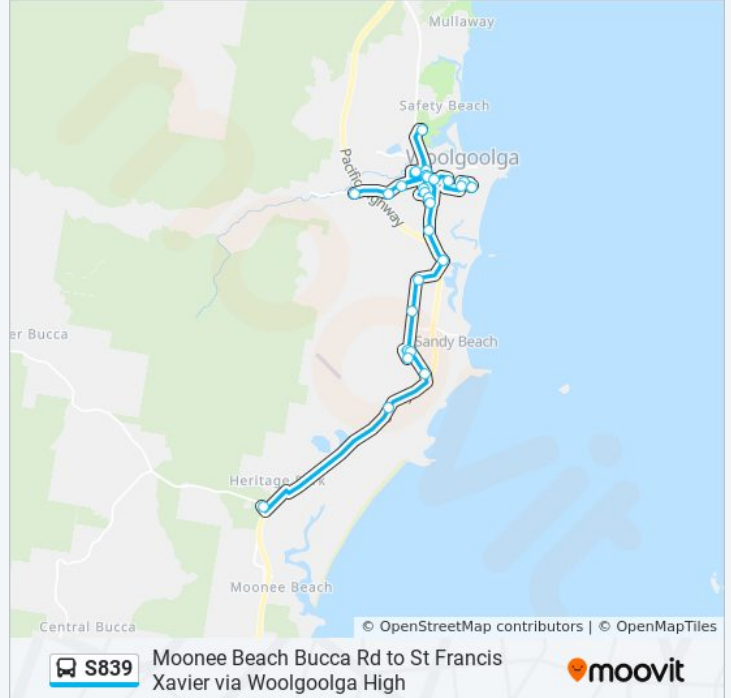 Mullaway
Safety Beach
Woolgoolga
Pacific Highway
er Bucca
Sandy Beach
Heritage Park
Moonee Beach
Central Bucca
© OpenStreetMap contributors | © OpenMapTiles
S839
Moonee Beach Bucca Rd to St Francis
Xavier via Woolgoolga High
moovit